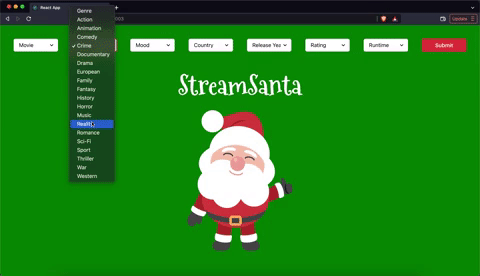 React App
Update
Movie
Mood
Country
Release Yea
Rating
Runtime
Submit
Genre
Action
Animation
Comedy
✓ Crime
Documentary
Drama
European
Family
Fantasy
History
Horror
Music
Reality
Romance
Sci-Fi
Sport
Thriller
War
Western
StreamSanta